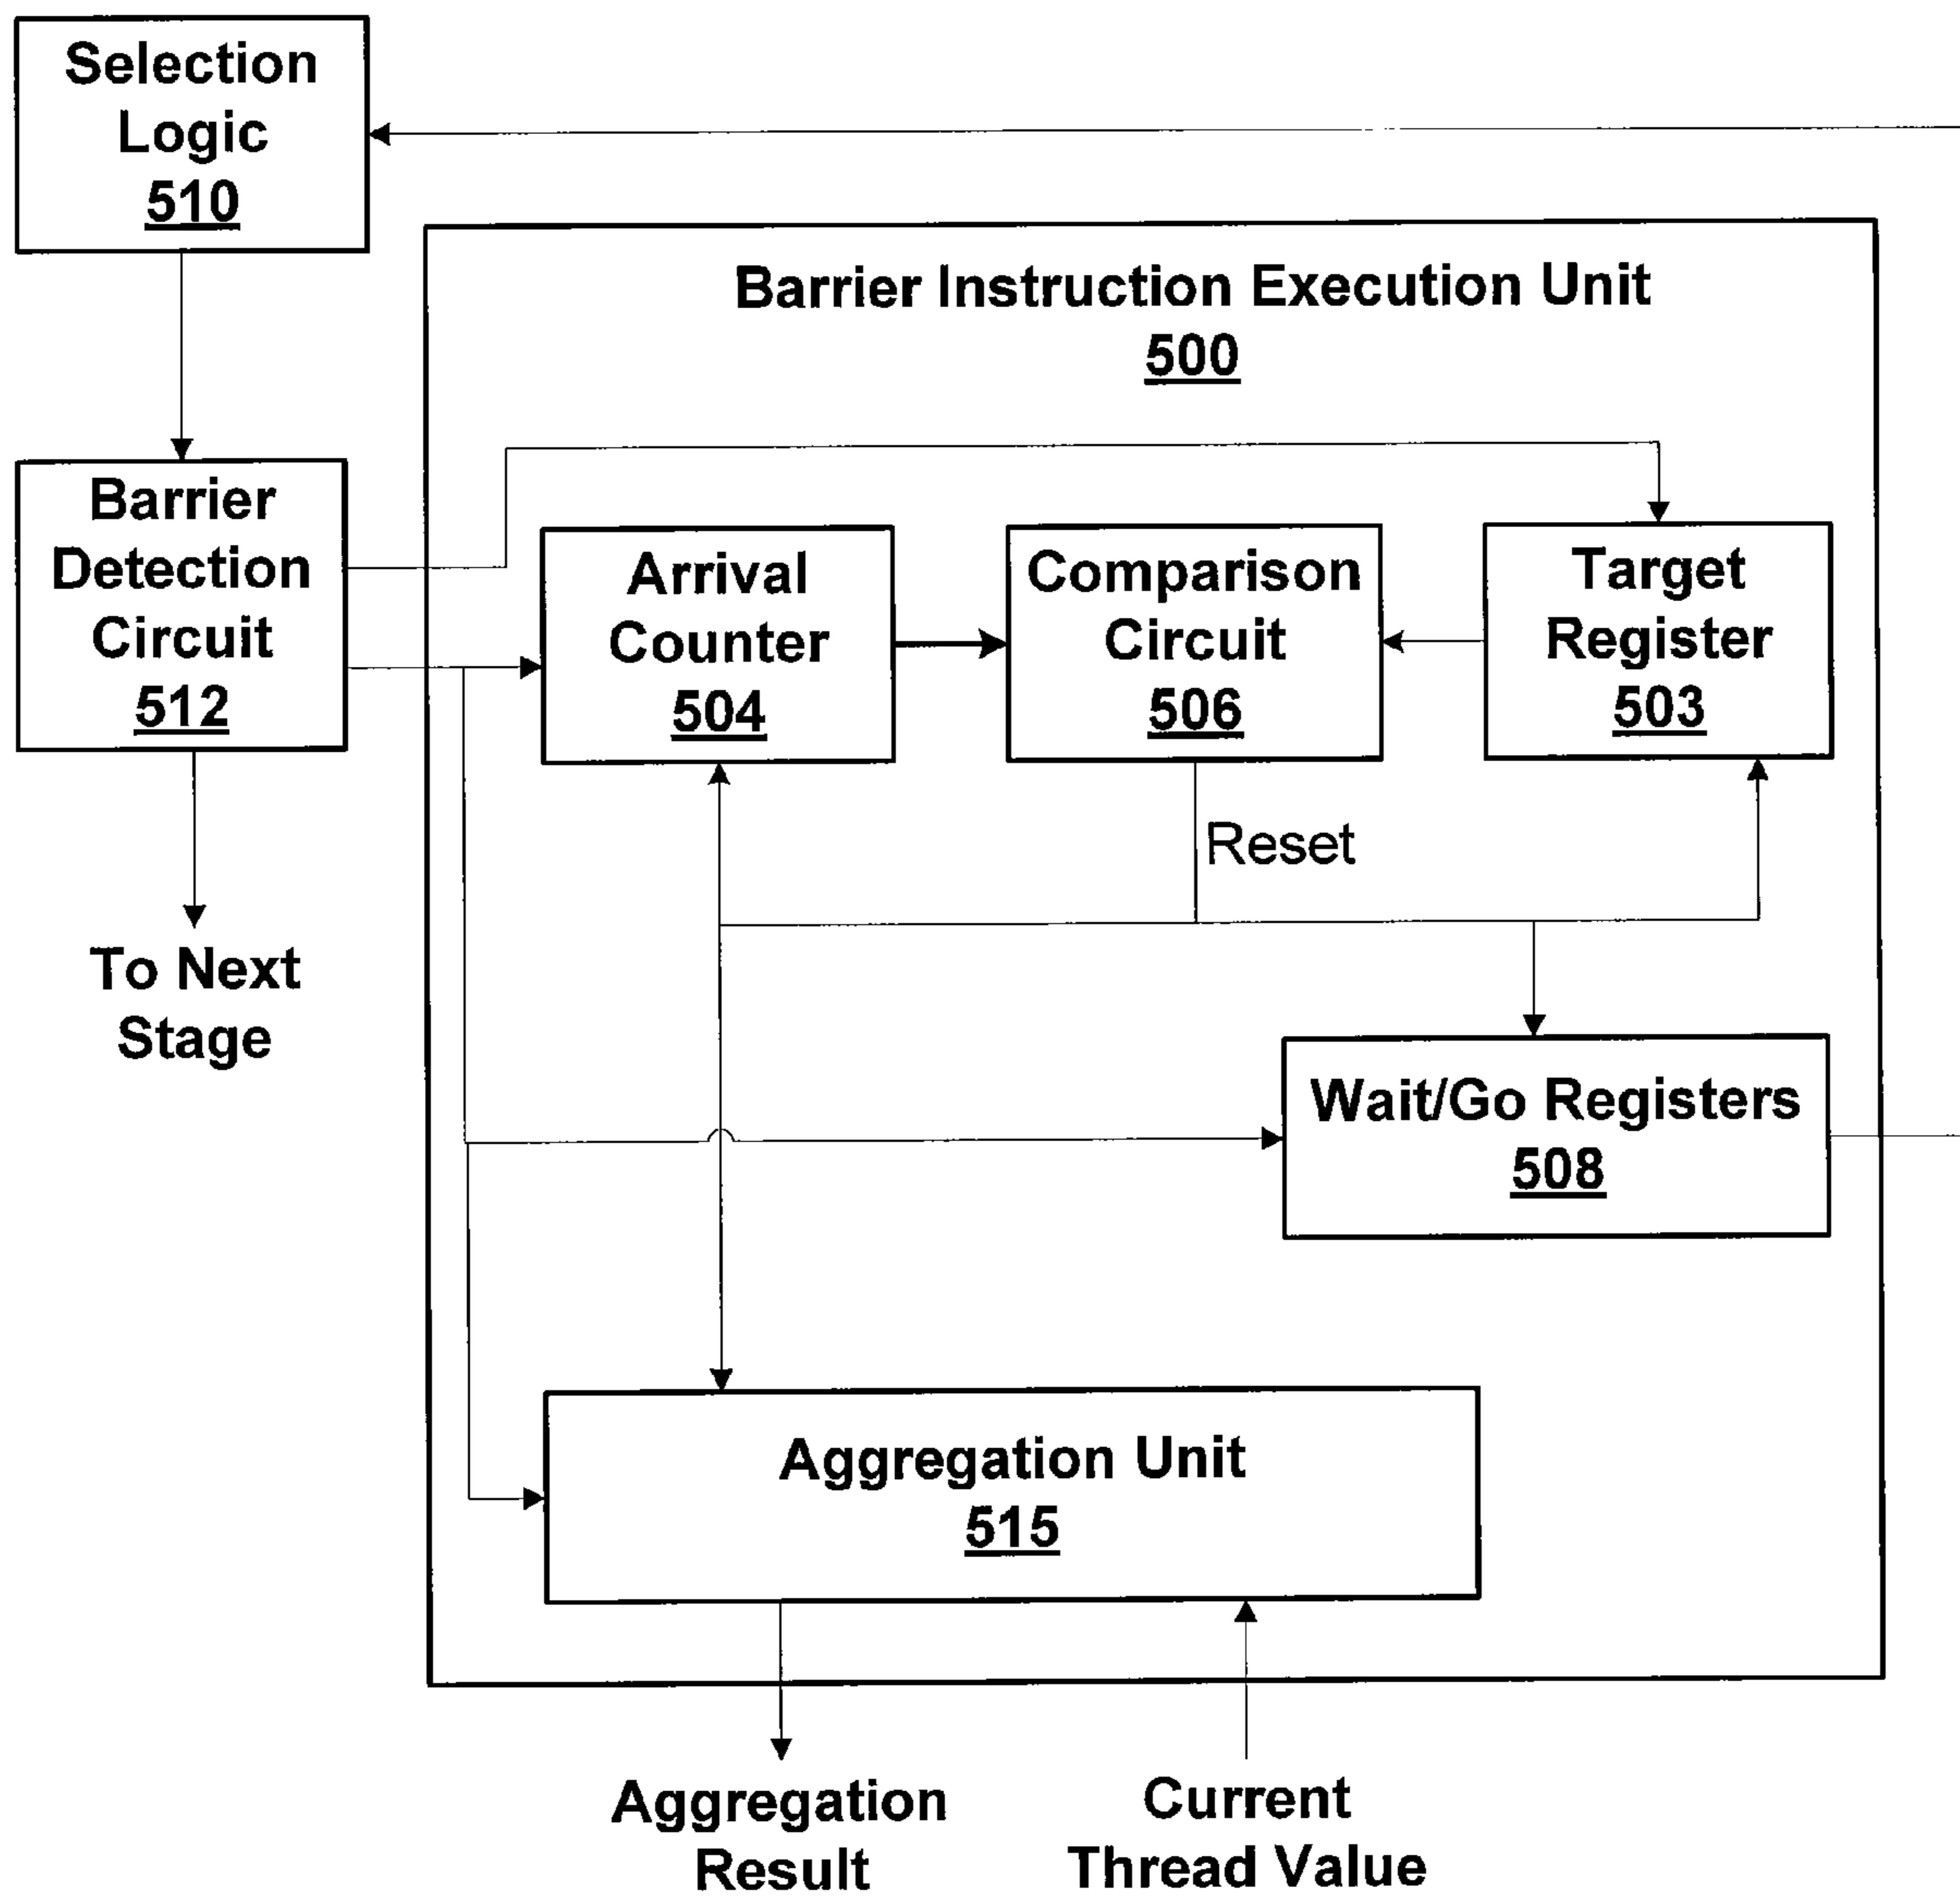 Selection
Logic
510
Barrier Instruction Execution Unit
500
Barrier
Detection
Circuit
512
Arrival
Counter
504
Comparison
Circuit
506
Target
Register
503
Reset
To Next
Stage
Wait/Go Registers
508
Aggregation Unit
515
Aggregation
Result
Current
Thread Value